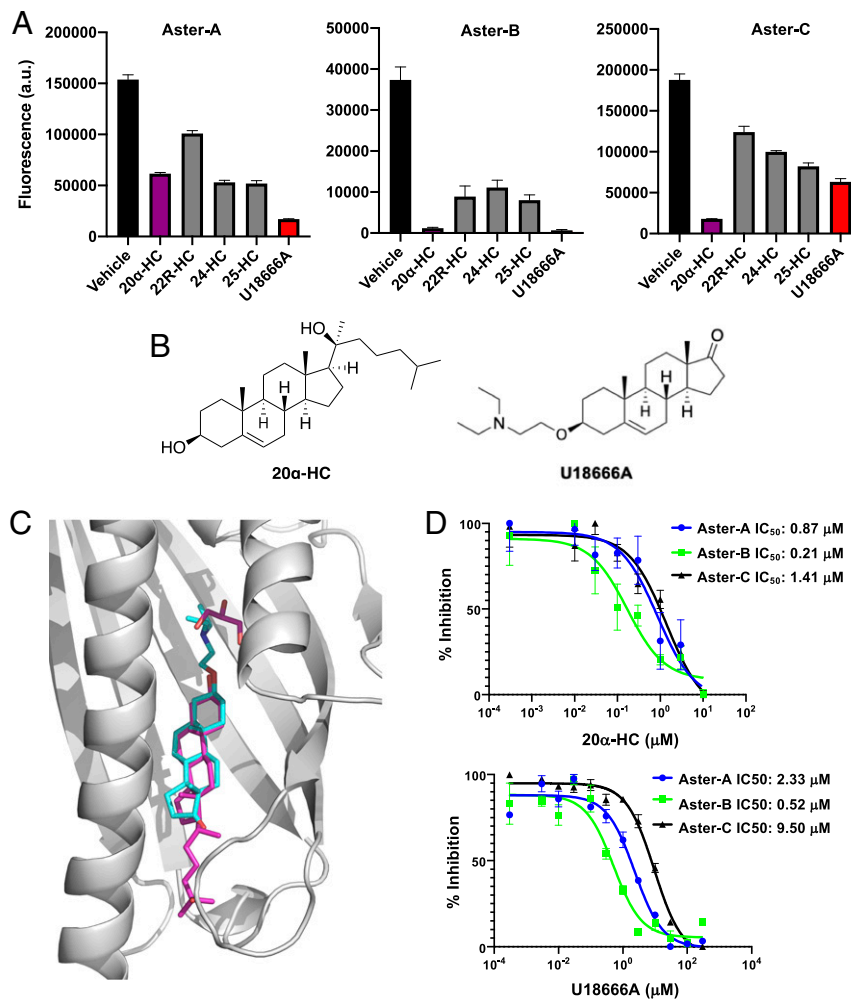 A
Aster-A
Fluorescence (a.u.)
200000
150000
100000
50000
0
Vehicle
20α-HC
22R-HC
24-HC
25-HC
U18666A
Aster-B
50000
40000
30000
20000
10000
0
Vehicle
20α-HC
22R-HC
24-HC
25-HC
U18666A
Aster-C
250000
200000
150000
100000
50000
0
Vehicle
20α-HC
22R-HC
24-HC
25-HC
U18666A
B
HO
H
H
H
H
HO
20α-HC
O
H
H
H
N
O
U18666A
C
D
% Inhibition
100
50
0
10⁻⁴ 10⁻² 10⁰ 10²
20α-HC (μM)
Aster-A IC₅₀: 0.87 μM
Aster-B IC₅₀: 0.21 μM
Aster-C IC₅₀: 1.41 μM
% Inhibition
100
50
0
10⁻⁴ 10⁻² 10⁰ 10² 10⁴
U18666A (μM)
Aster-A IC50: 2.33 μM
Aster-B IC50: 0.52 μM
Aster-C IC50: 9.50 μM